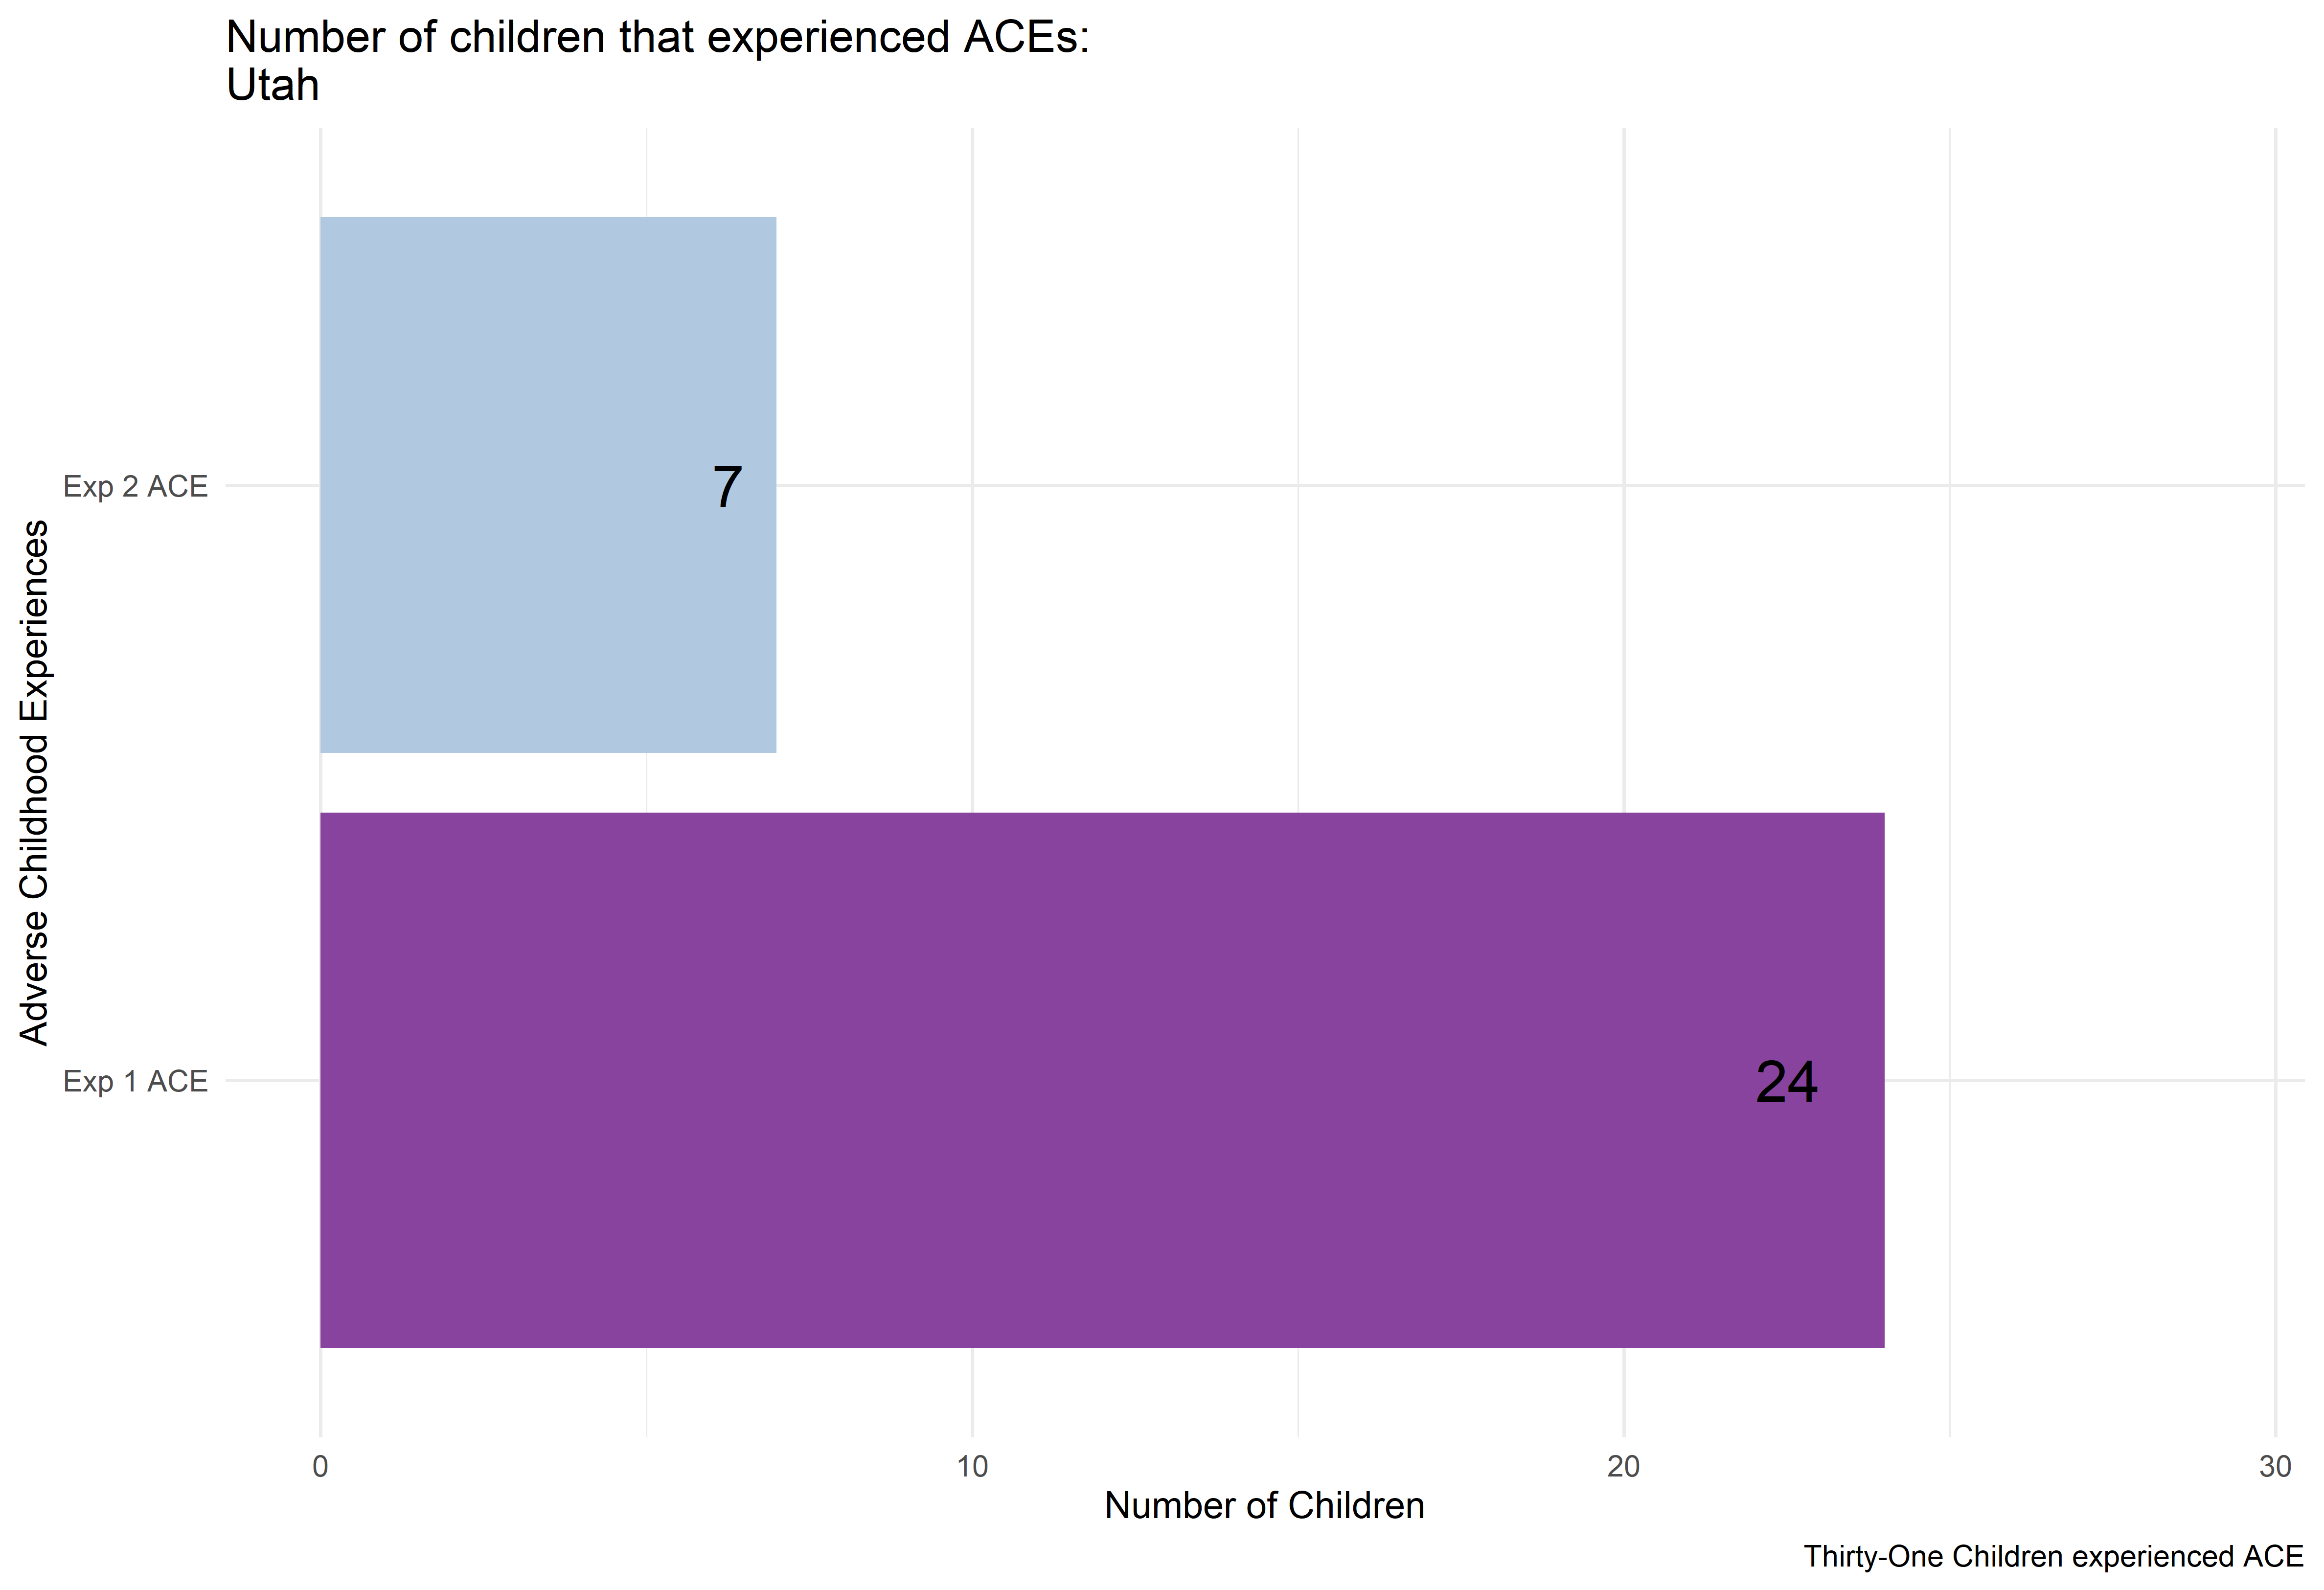 Number of children that experienced ACEs:
Utah
Adverse Childhood Experiences
Exp 2 ACE
7
Exp 1 ACE
24
0
10
20
30
Number of Children
Thirty-One Children experienced ACE